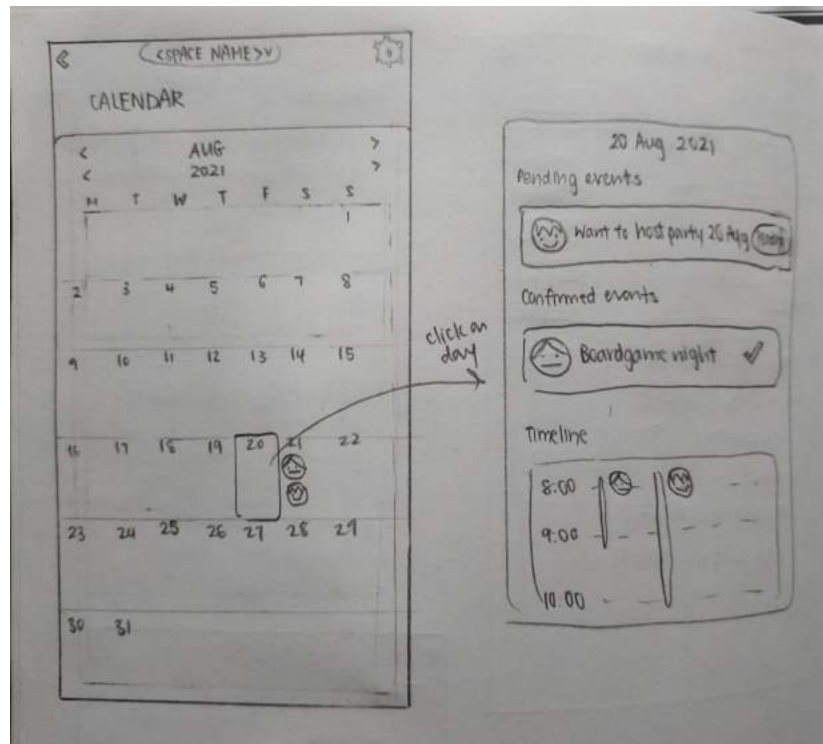 < <SPACE NAME> v
CALENDAR
< AUG >
< 2021 >
M T W T F S S
1
2 3 4 5 6 7 8
9 10 11 12 13 14 15
16 17 18 19 20 21 22
23 24 25 26 27 28 29
30 31
click on
day
20 Aug 2021
Pending events
Want to host party 20 Aug
Confirmed events
Boardgame night ✓
Timeline
8:00
9:00
10:00